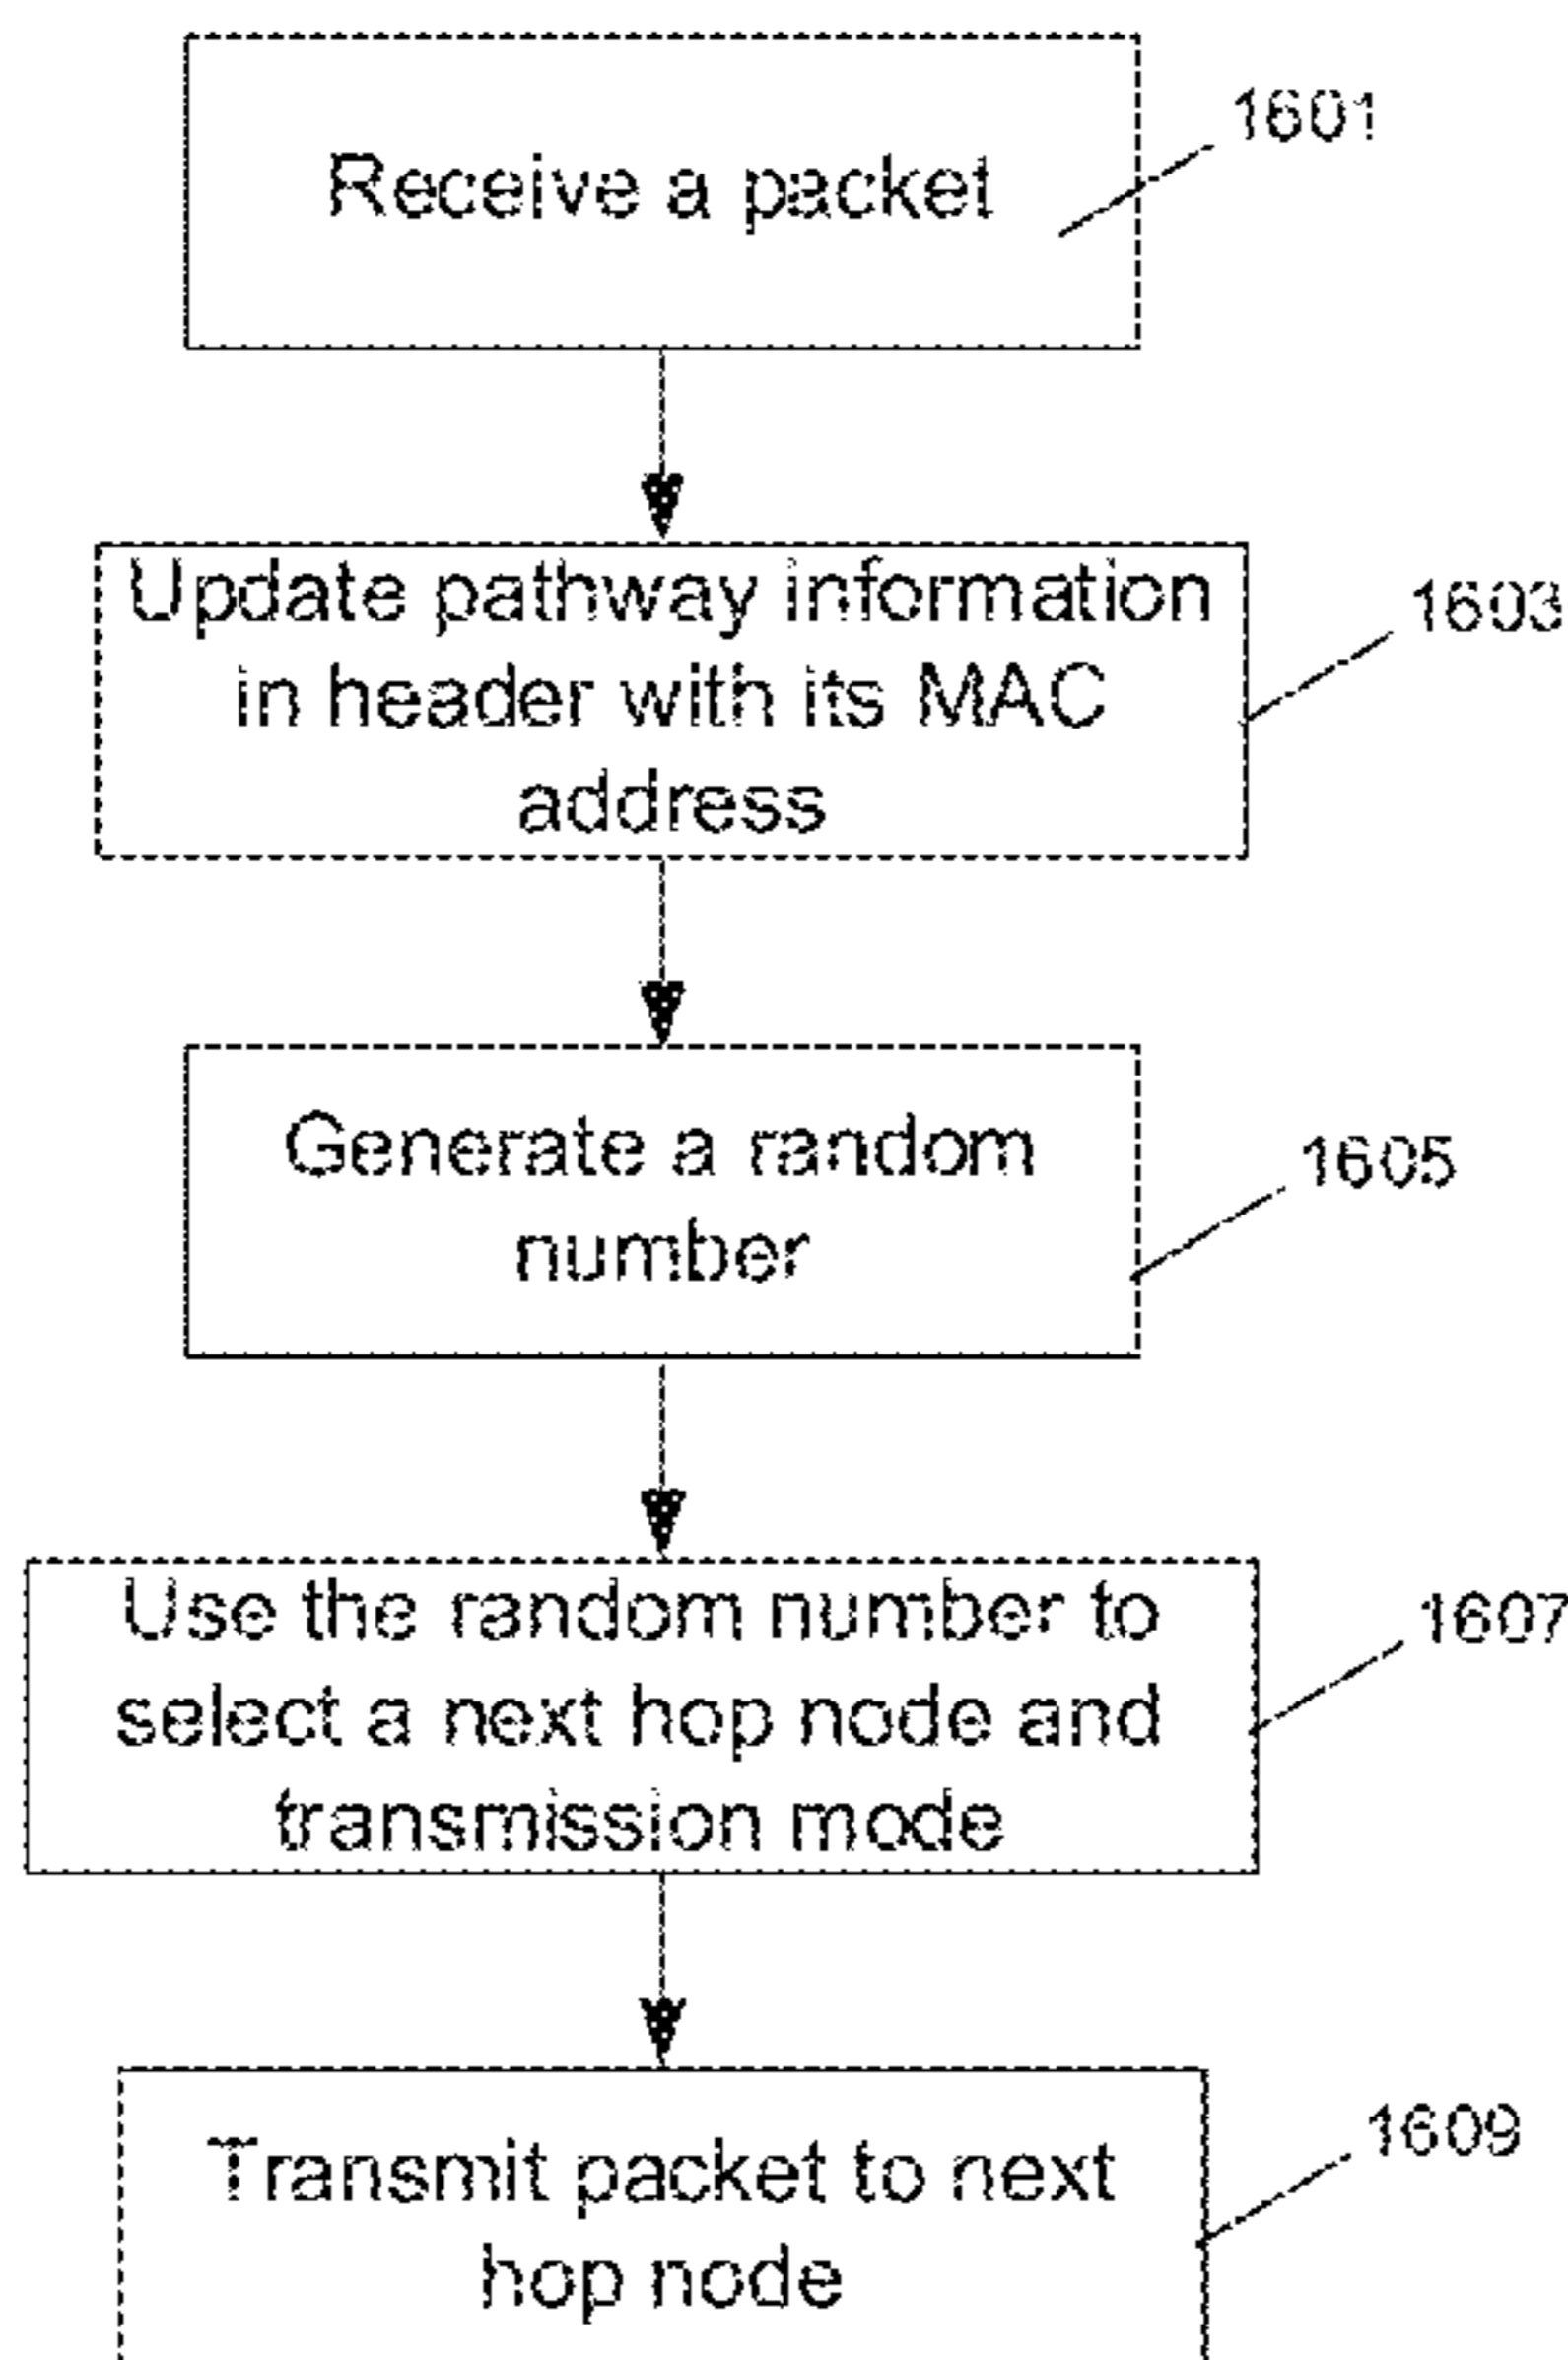 Receive a packet
1601
Update pathway information
in header with its MAC
address
1603
Generate a random
number
1605
Use the random number to
select a next hop node and
transmission mode
1607
Transmit packet to next
hop node
1609